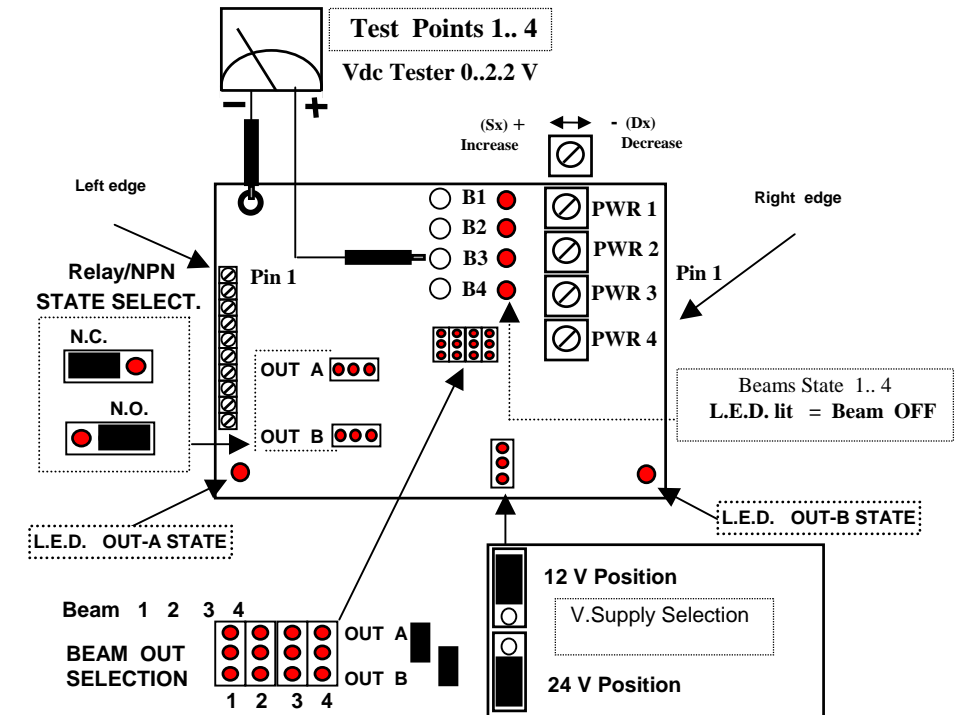 Test Points 1.. 4
Vdc Tester 0..2.2 V
− +
(Sx) + - (Dx)
Increase Decrease
Left edge
Right edge
B1 PWR 1
B2 PWR 2
B3 PWR 3
B4 PWR 4
Pin 1
Pin 1
Relay/NPN
STATE SELECT.
N.C.
N.O.
OUT A
OUT B
Beams State 1.. 4
L.E.D. lit = Beam OFF
L.E.D. OUT-A STATE
L.E.D. OUT-B STATE
12 V Position
V.Supply Selection
24 V Position
Beam 1 2 3 4
BEAM OUT
SELECTION
OUT A
OUT B
1 2 3 4